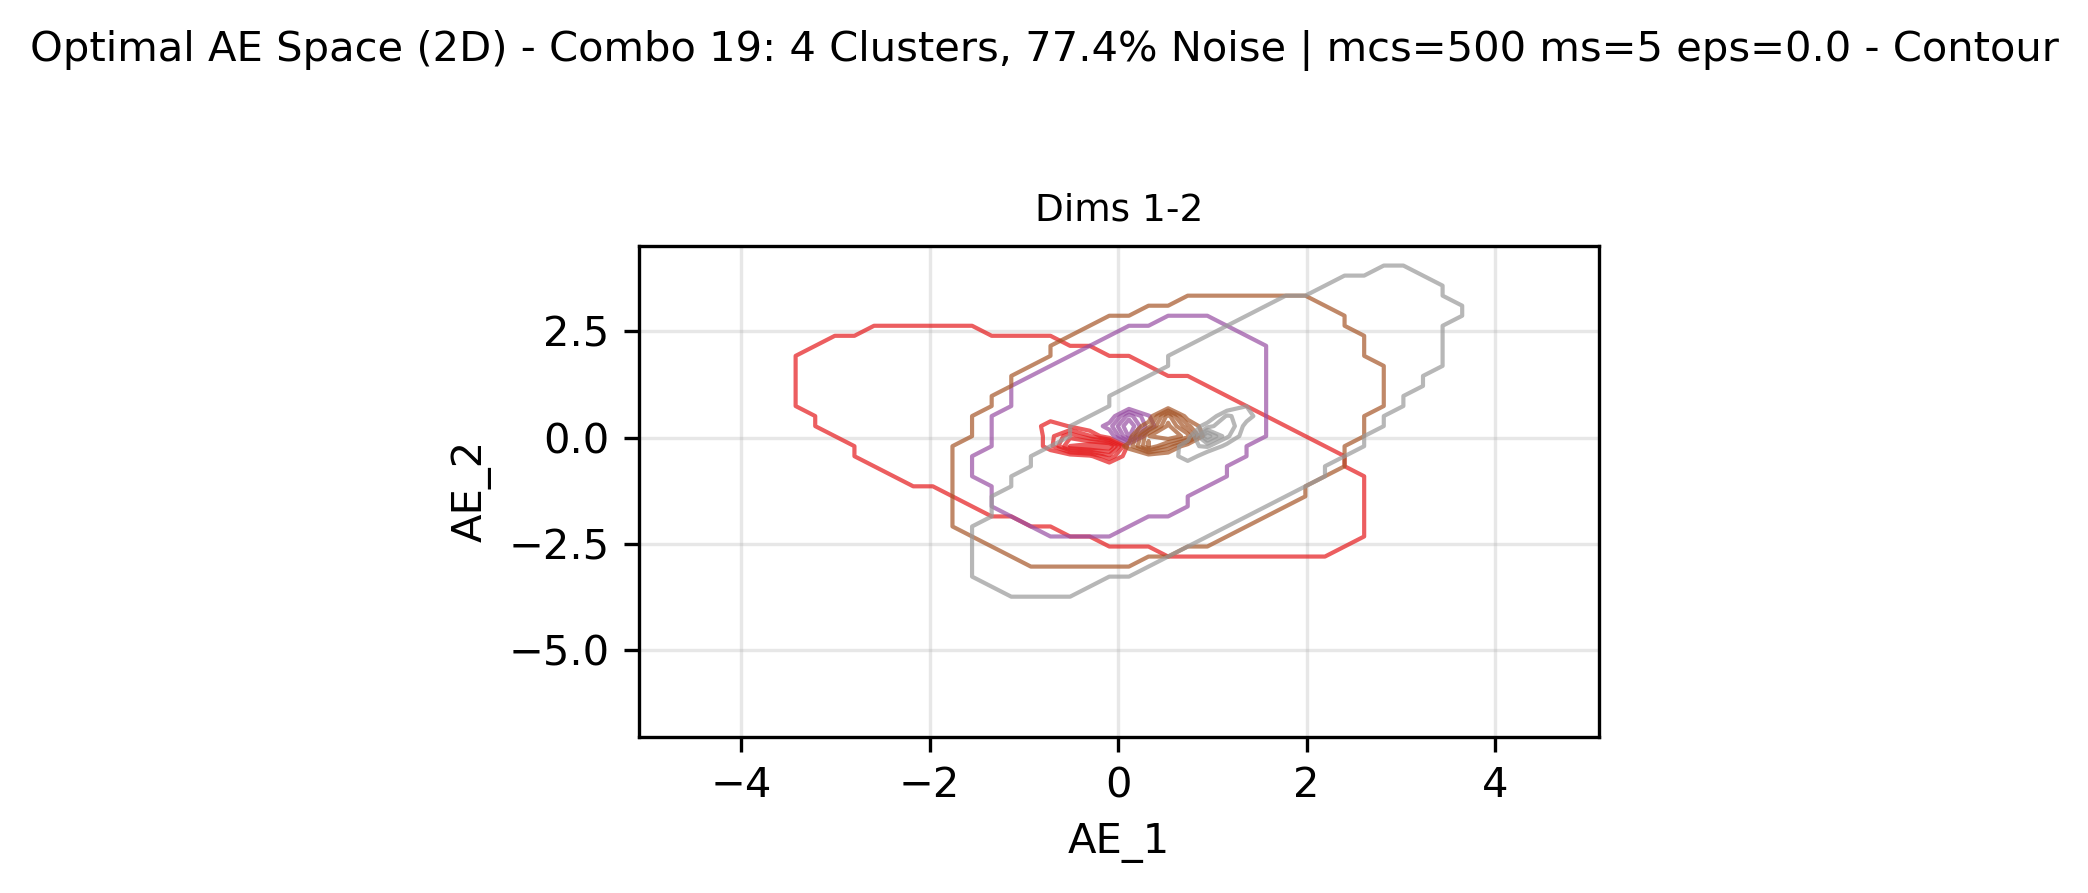 Optimal AE Space (2D) - Combo 19: 4 Clusters, 77.4% Noise | mcs=500 ms=5 eps=0.0 - Contour
Dims 1-2
AE_2
2.5
0.0
−2.5
−5.0
−4 −2 0 2 4
AE_1